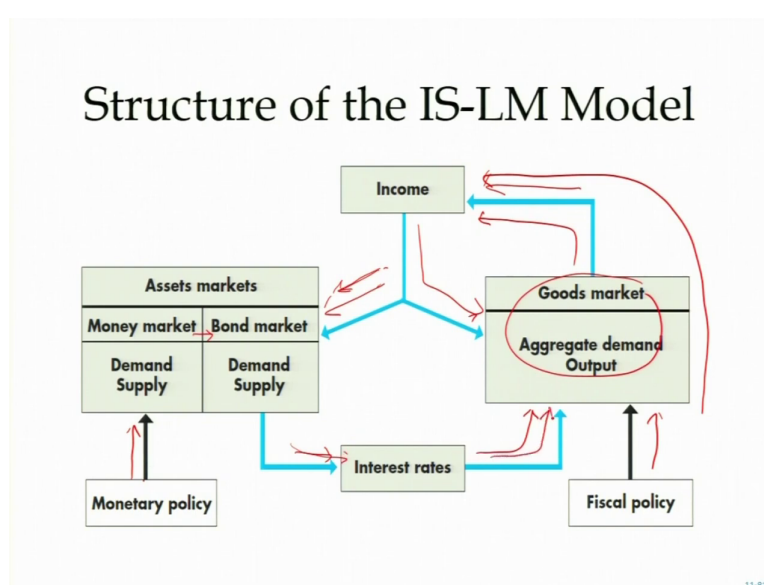 Structure of the IS-LM Model
Income
Assets markets
Money market
Bond market
Demand
Supply
Demand
Supply
Goods market
Aggregate demand
Output
Interest rates
Monetary policy
Fiscal policy